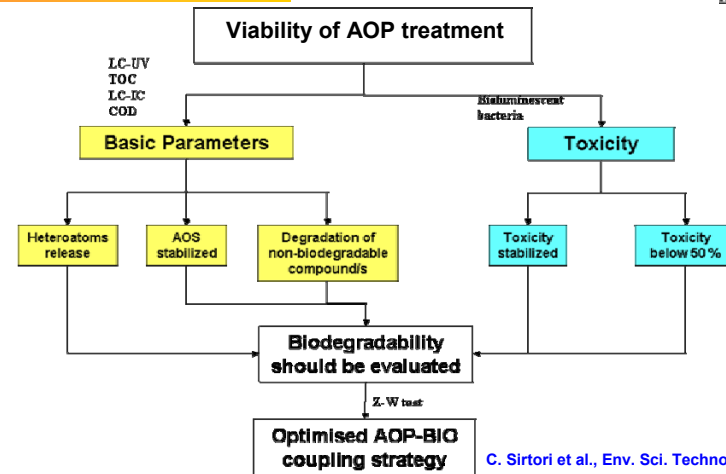 Viability of AOP treatment
LC-UV
TOC
LC-IC
COD
Bioluminescent
bacteria
Basic Parameters
Toxicity
Heteroatoms
release
AOS
stabilized
Degradation of
non-biodegradable
compound/s
Toxicity
stabilized
Toxicity
below 50 %
Biodegradability
should be evaluated
Z-W test
Optimised AOP-BIO
coupling strategy
C. Sirtori et al., Env. Sci. Techno